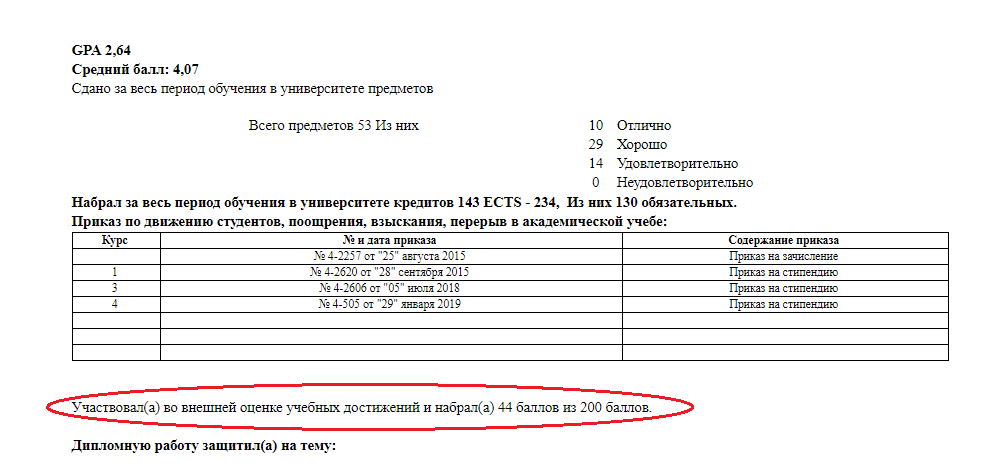 GPA 2,64
Средний балл: 4,07
Сдано за весь период обучения в университете предметов
Всего предметов 53 Из них 10 Отлично
29 Хорошо
14 Удовлетворительно
0 Неудовлетворительно
Набрал за весь период обучения в университете кредитов 143 ECTS - 234, Из них 130 обязательных.
Приказ по движению студентов, поощрения, взыскания, перерыв в академической учебе:
Курс № и дата приказа Содержание приказа
№ 4-2257 от "25" августа 2015 Приказ на зачисление
1 № 4-2620 от "28" сентября 2015 Приказ на стипендию
3 № 4-2606 от "05" июля 2018 Приказ на стипендию
4 № 4-505 от "29" января 2019 Приказ на стипендию
Участвовал(а) во внешней оценке учебных достижений и набрал(а) 44 баллов из 200 баллов.
Дипломную работу защитил(а) на тему: